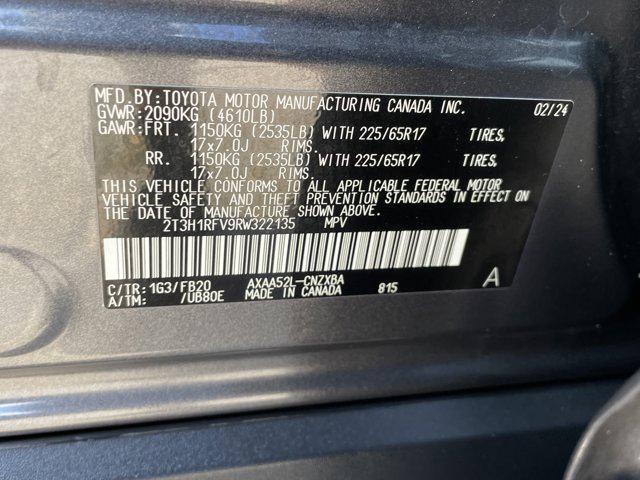 MFD.BY:TOYOTA MOTOR MANUFACTURING CANADA INC. 02/24
GVWR:2090KG (4610LB)
GAWR:FRT. 1150KG (2535LB) WITH 225/65R17 TIRES,
17x7.0J RIMS.
RR. 1150KG (2535LB) WITH 225/65R17 TIRES,
17x7.0J RIMS.
THIS VEHICLE CONFORMS TO ALL APPLICABLE FEDERAL MOTOR
VEHICLE SAFETY AND THEFT PREVENTION STANDARDS IN EFFECT ON
THE DATE OF MANUFACTURE SHOWN ABOVE.
2T3H1RFV9RW322135 MPV
C/TR:1G3/FB20 AXAA52L-CNZXBA 815 A
A/TM: /UB80E MADE IN CANADA